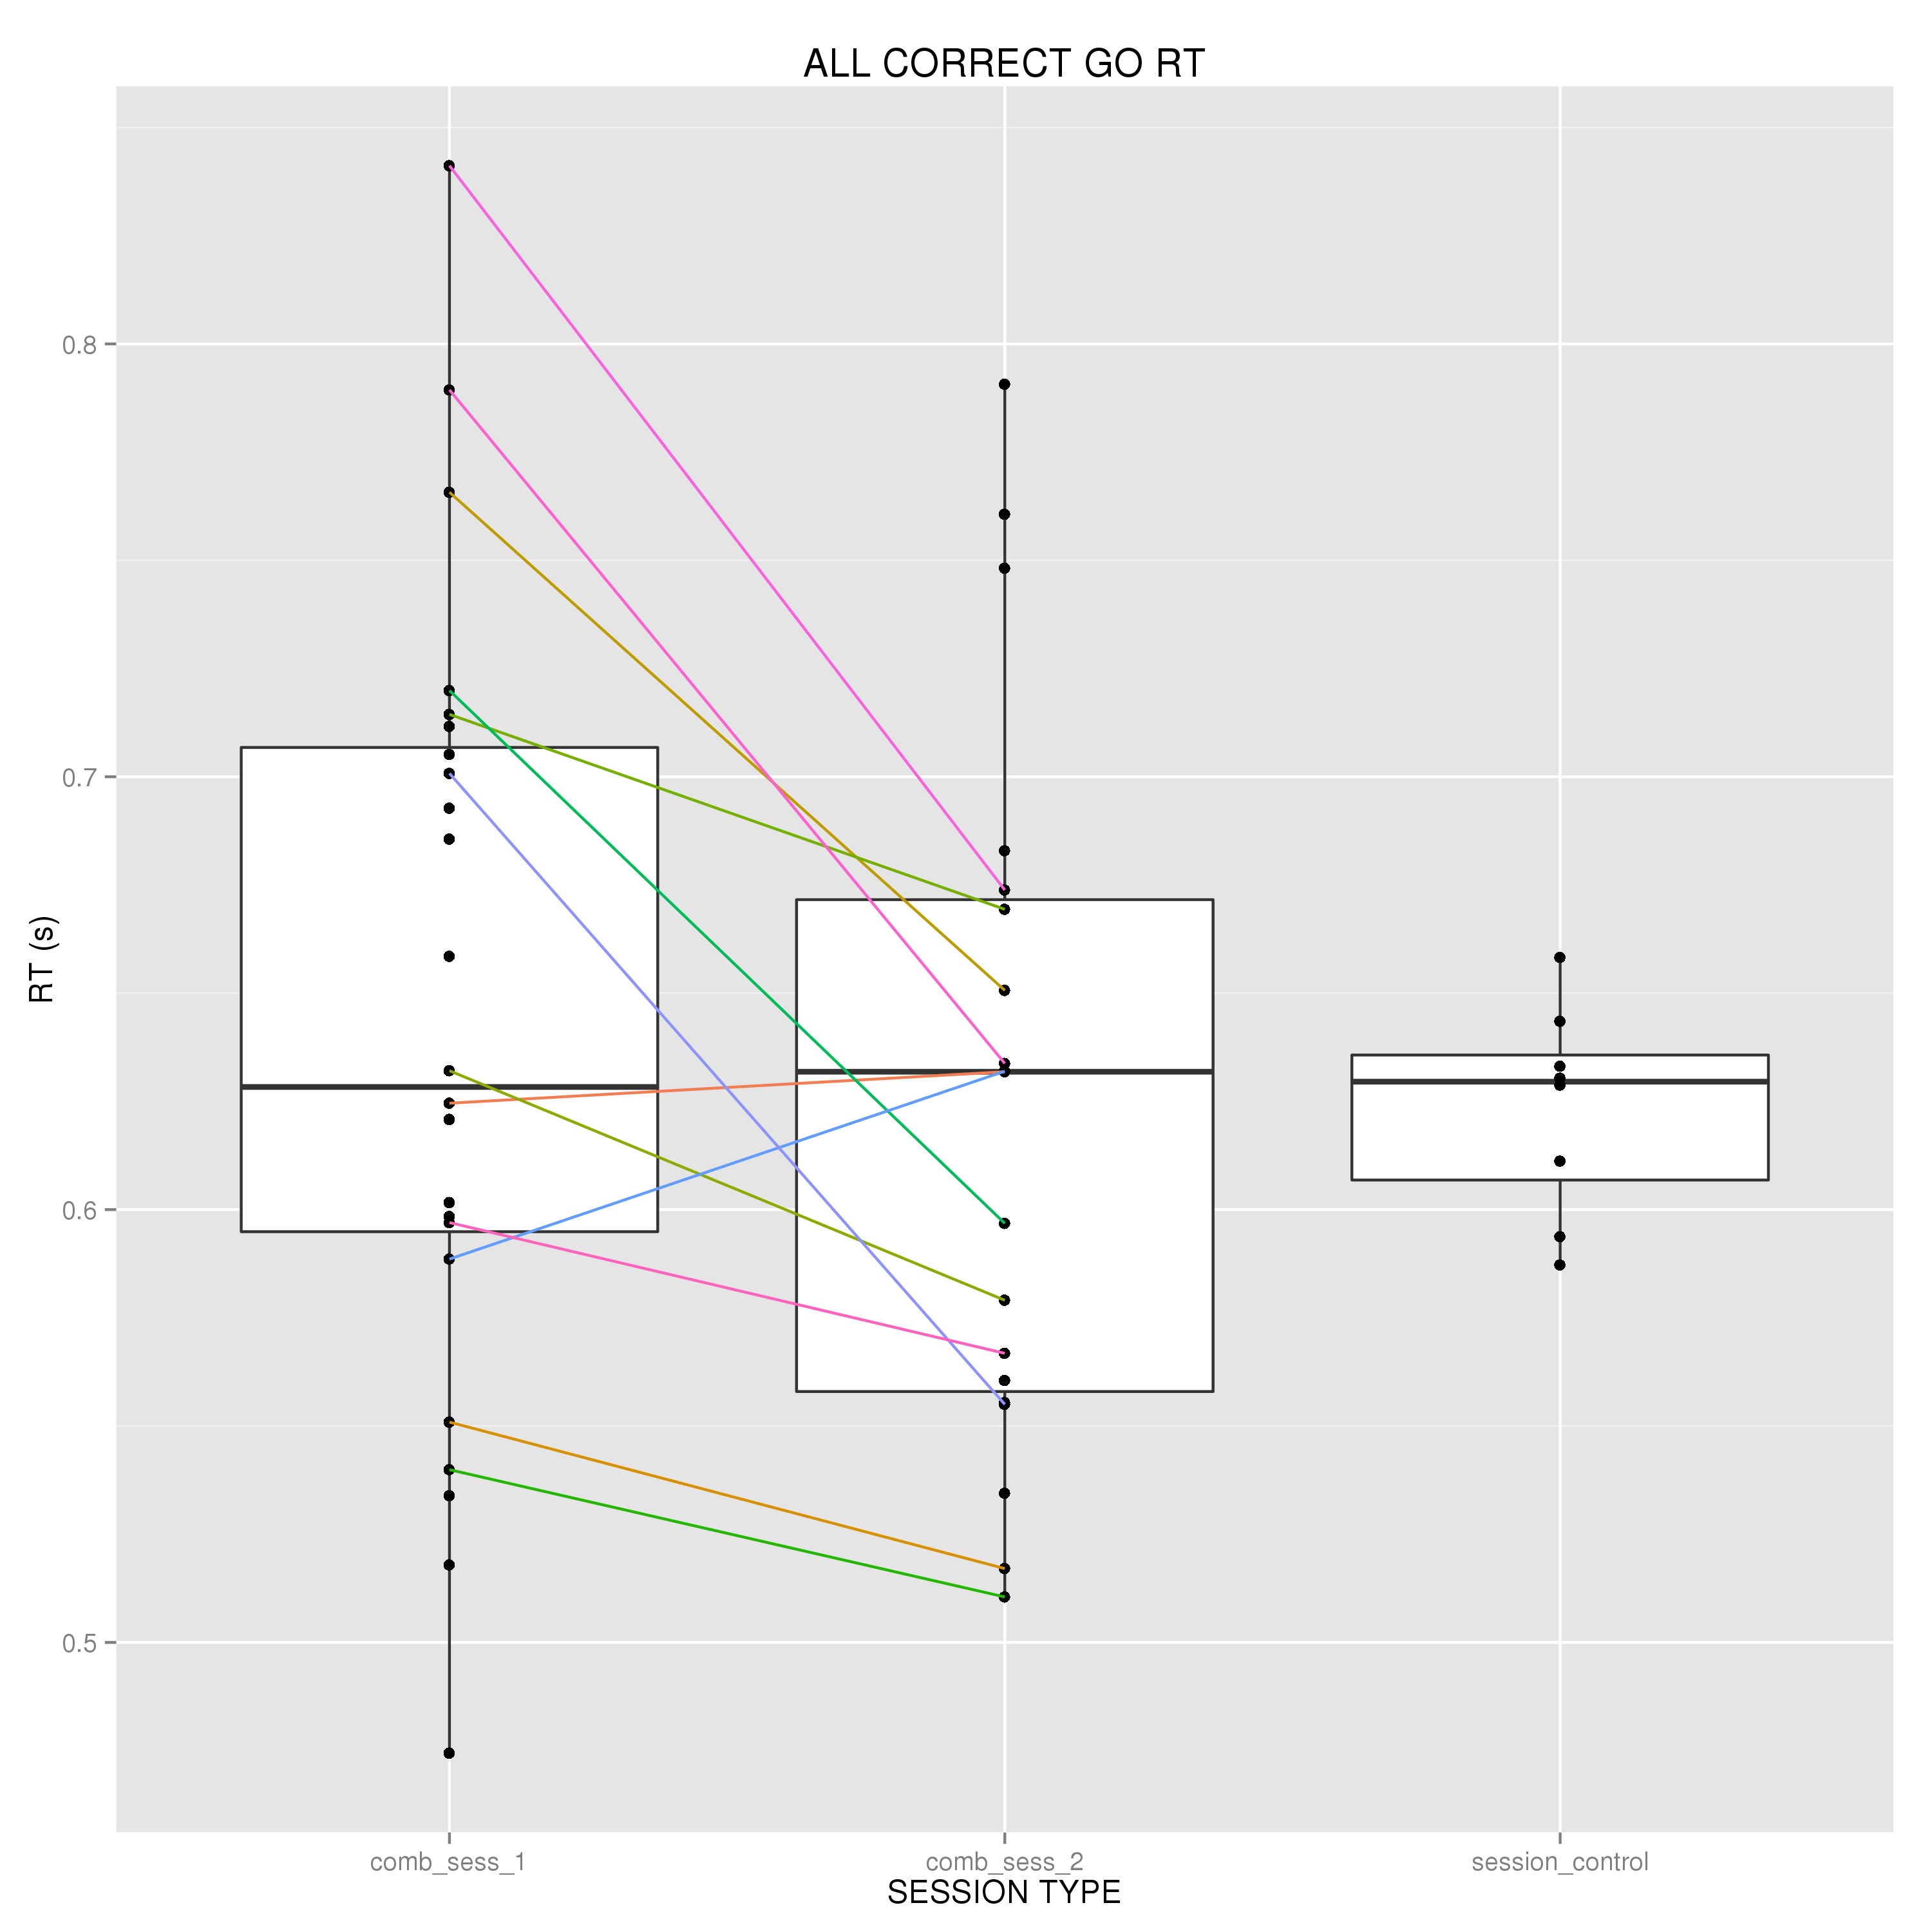 ALL CORRECT GO RT
0.8
0.7
0.6
0.5
RT (s)
comb_sess_1
comb_sess_2
session_control
SESSION TYPE